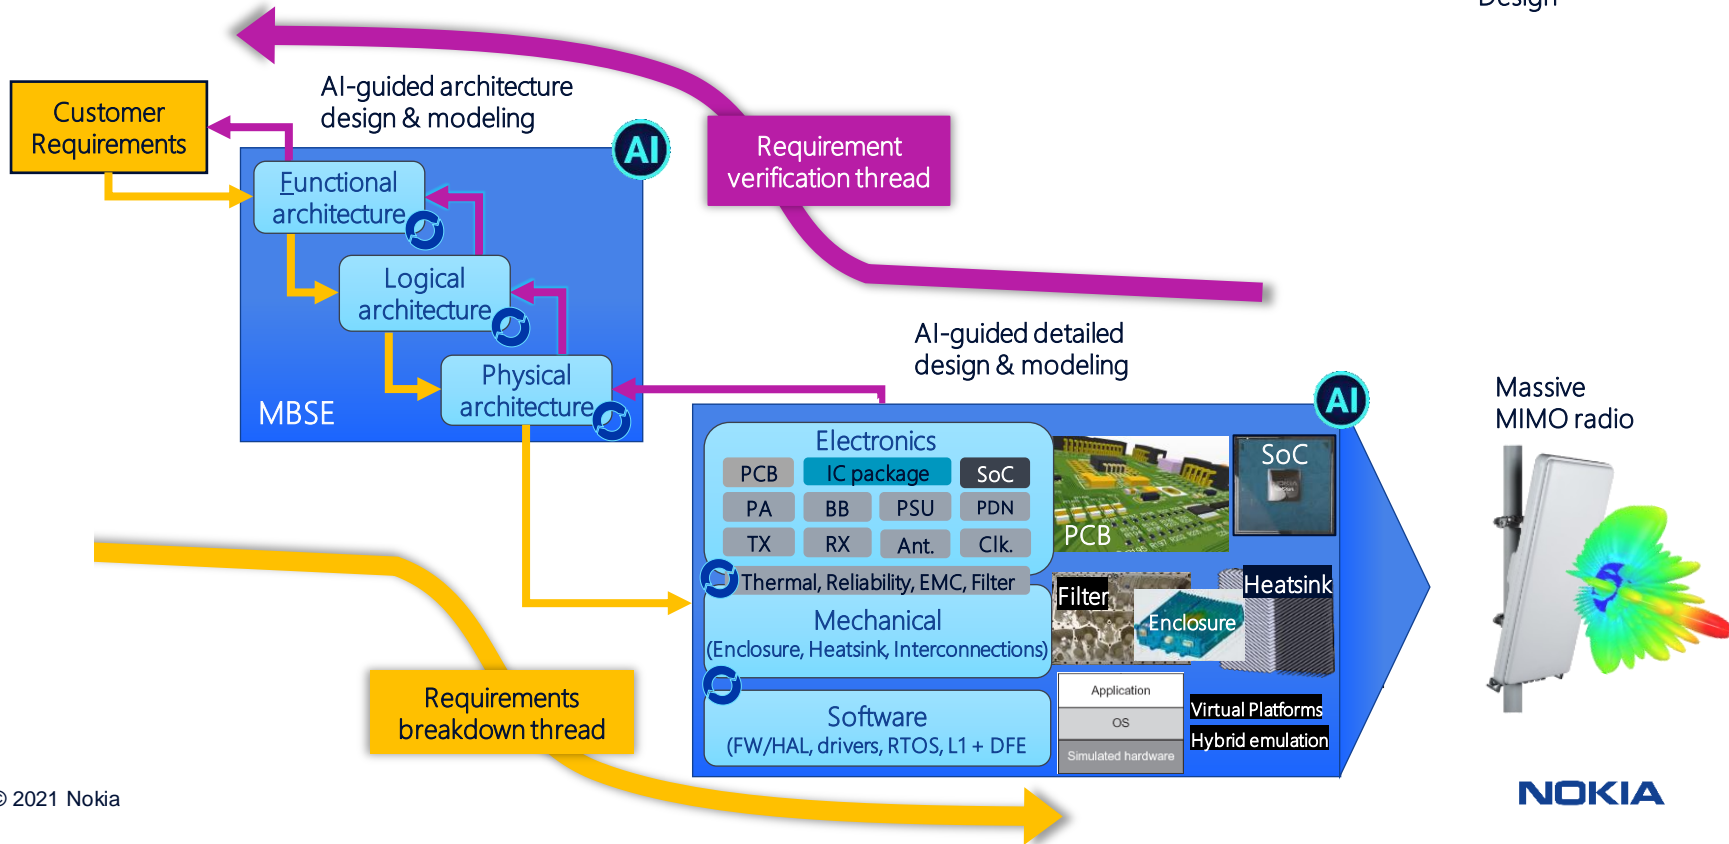 Design
Customer
Requirements
AI-guided architecture
design & modeling
AI
Functional
architecture
Logical
architecture
Physical
architecture
MBSE
Requirement
verification thread
AI-guided detailed
design & modeling
AI
Electronics
PCB
IC package
SoC
PA
BB
PSU
PDN
TX
RX
Ant.
Clk.
Thermal, Reliability, EMC, Filter
Mechanical
(Enclosure, Heatsink, Interconnections)
Software
(FW/HAL, drivers, RTOS, L1 + DFE
PCB
SoC
NOKIA
Filter
Enclosure
Heatsink
Application
OS
Simulated hardware
Virtual Platforms
Hybrid emulation
Massive
MIMO radio
Requirements
breakdown thread
© 2021 Nokia
NOKIA